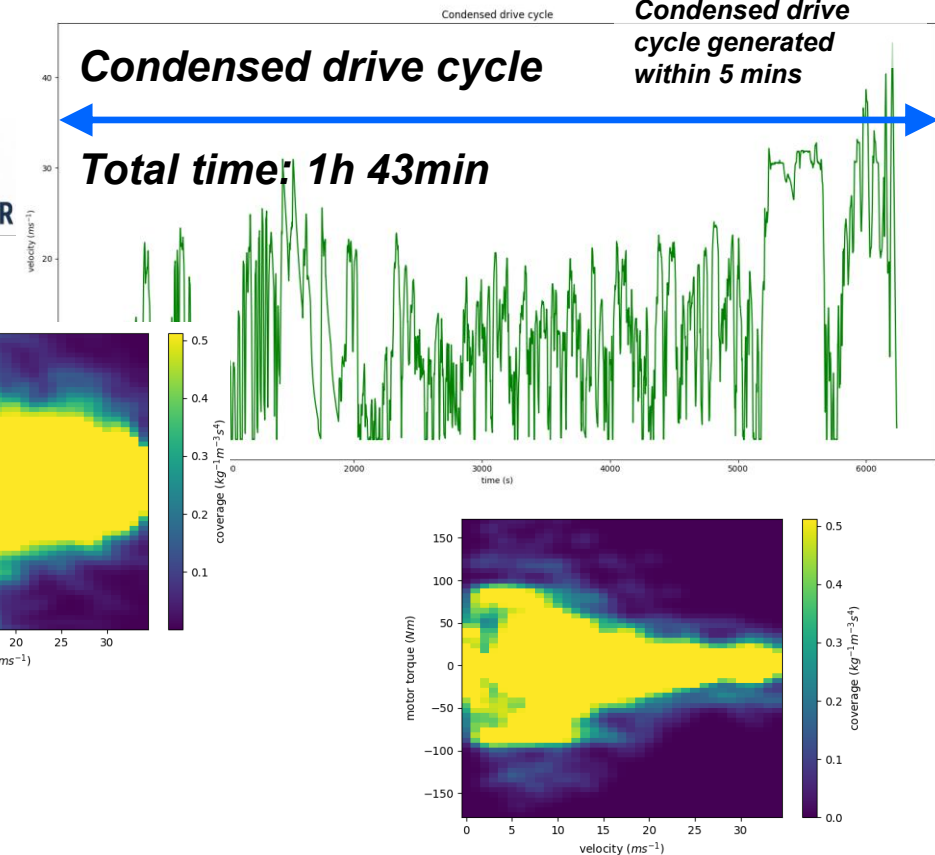 Condensed drive cycle
Condensed drive
cycle generated
within 5 mins
Condensed drive cycle
Total time: 1h 43min
R
velocity (ms⁻¹)
40
30
20
2000
3000
4000
5000
6000
time (s)
0.5
0.4
0.3
0.2
0.1
coverage (kg⁻¹m⁻³s⁴)
20
25
30
ms⁻¹)
0
motor torque (Nm)
150
100
50
0
−50
−100
−150
0
5
10
15
20
25
30
velocity (ms⁻¹)
0.5
0.4
0.3
0.2
0.1
0.0
coverage (kg⁻¹m⁻³s⁴)